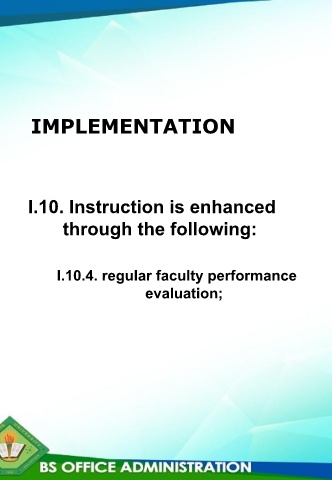 IMPLEMENTATION
I.10. Instruction is enhanced
through the following:
I.10.4. regular faculty performance
evaluation;
BS OFFICE ADMINISTRATION